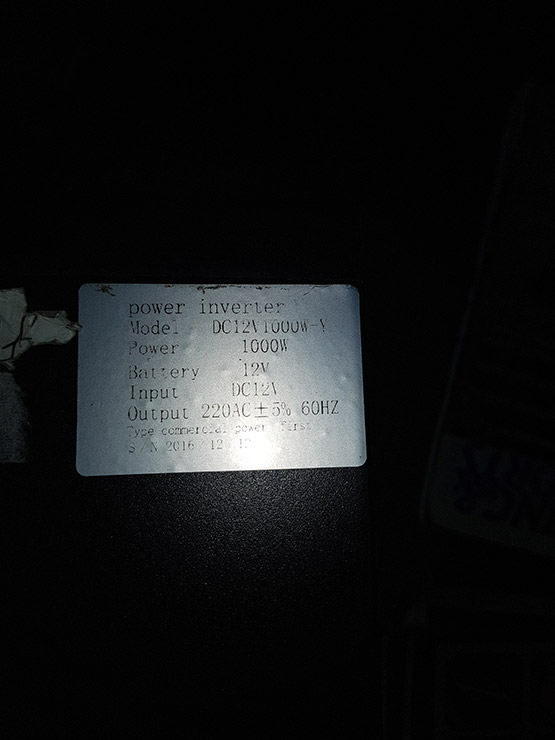 power inverter
Model DC12V1000W-Y
Power 1000W
Battery 12V
Input DC12V
Output 220AC±5% 60HZ
Type commercial power first
S/N 2016 12 12